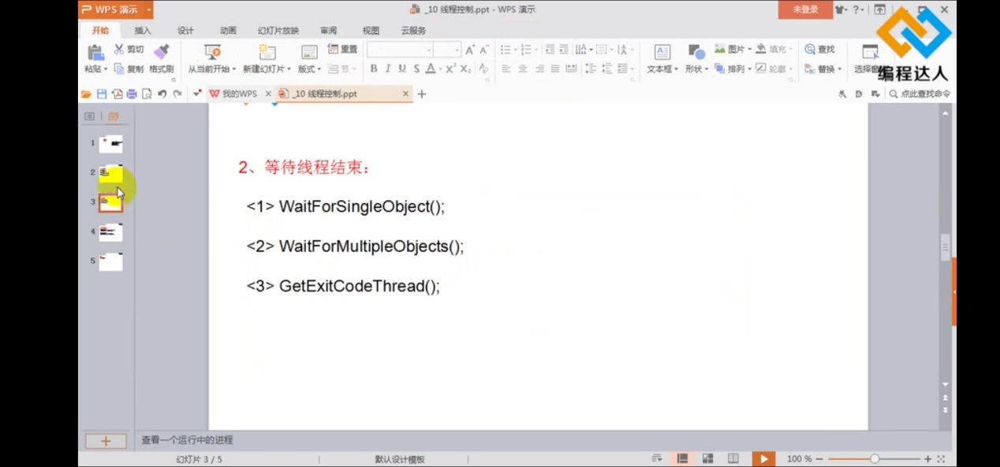 WPS 演示
_10 线程控制.ppt - WPS 演示
未登录
开始 插入 设计 动画 幻灯片放映 审阅 视图 云服务
剪切 重置 图片 填充 查找
粘贴 复制 格式刷 从当前开始 新建幻灯片 版式 节 文本框 形状 排列 轮廓 替换
编程达人
我的WPS _10 线程控制.ppt 点此查找命令
1
2
3
4
5
2、等待线程结束：
<1> WaitForSingleObject();
<2> WaitForMultipleObjects();
<3> GetExitCodeThread();
查看一个运行中的进程
幻灯片 3 / 5 默认设计模板 100 %